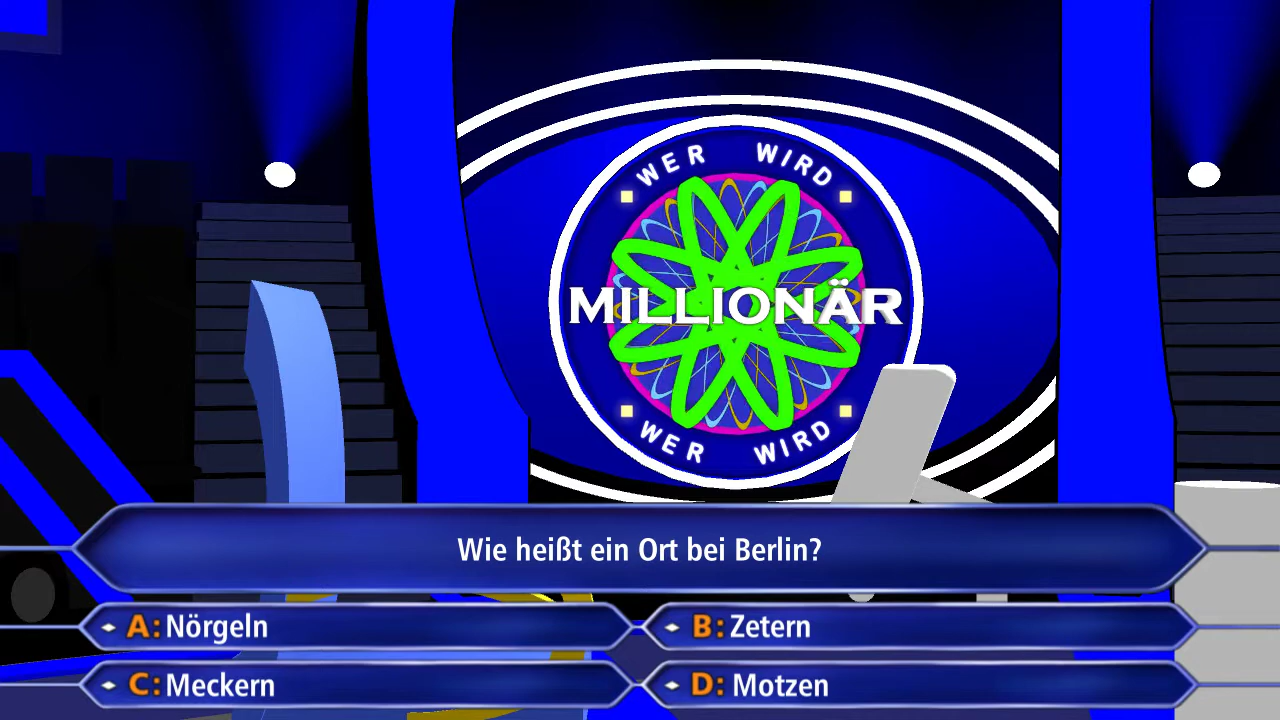 WER WIRD
MILLIONÄR
WER WIRD
Wie heißt ein Ort bei Berlin?
A: Nörgeln
B: Zetern
C: Meckern
D: Motzen